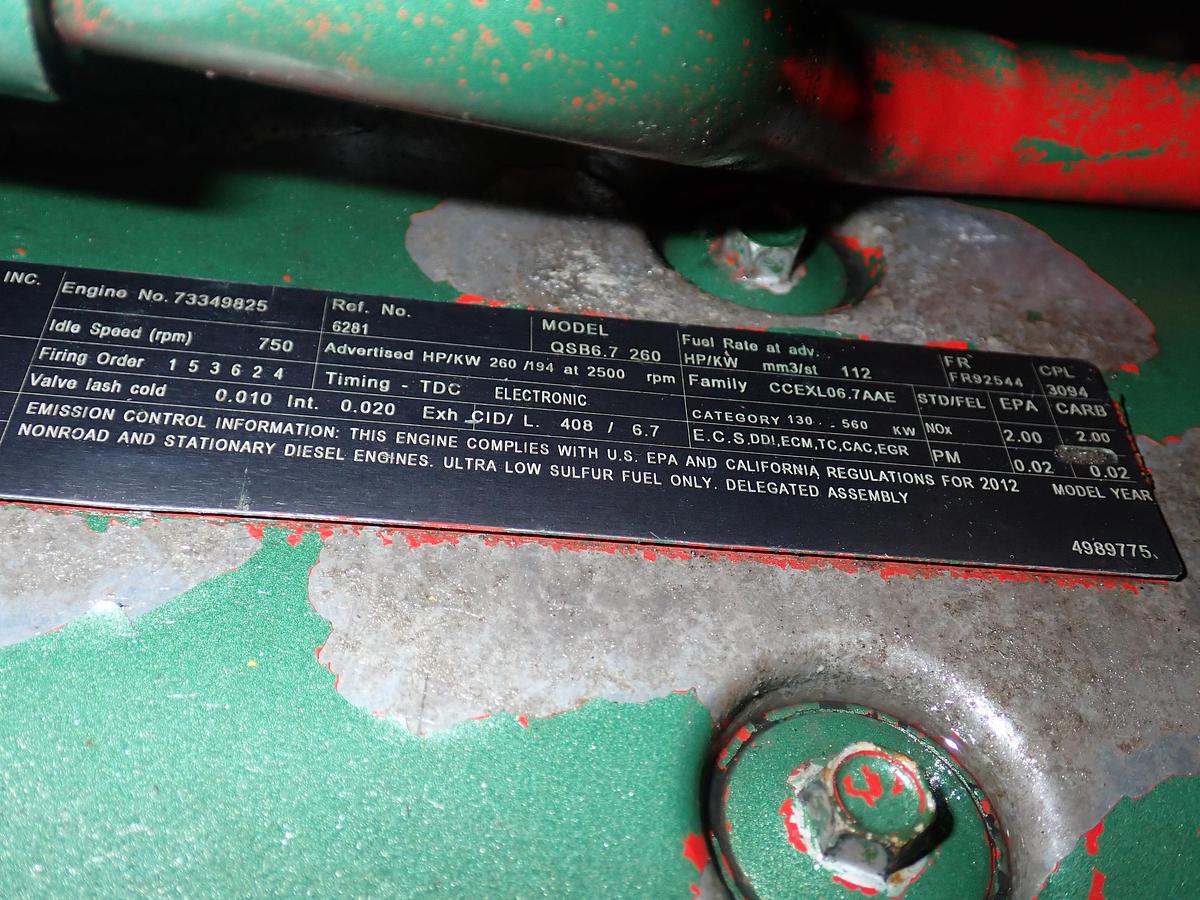 INC.
Engine No. 73349825
Ref. No.
6281
MODEL
QSB6.7 260
Fuel Rate at adv.
HP/KW mm3/st 112
FR
FR92544
CPL
3094
Idle Speed (rpm) 750
Advertised HP/KW 260 /194 at 2500 rpm
Family CCEXL06.7AAE
STD/FEL EPA CARB
Firing Order 1 5 3 6 2 4
Timing - TDC ELECTRONIC
CATEGORY 130 . . 560 KW
NOx 2.00 2.00
Valve lash cold 0.010 Int. 0.020 Exh
CID/ L. 408 / 6.7
E.C.S,DDI,ECM,TC,CAC,EGR
PM 0.02 0.02
EMISSION CONTROL INFORMATION: THIS ENGINE COMPLIES WITH U.S. EPA AND CALIFORNIA REGULATIONS FOR 2012 MODEL YEAR
NONROAD AND STATIONARY DIESEL ENGINES. ULTRA LOW SULFUR FUEL ONLY. DELEGATED ASSEMBLY
4989775